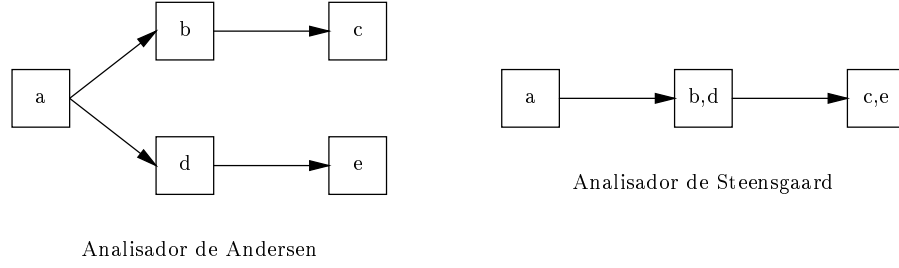 b
c
a
d
e
Analisador de Andersen
a
b,d
c,e
Analisador de Steensgaard